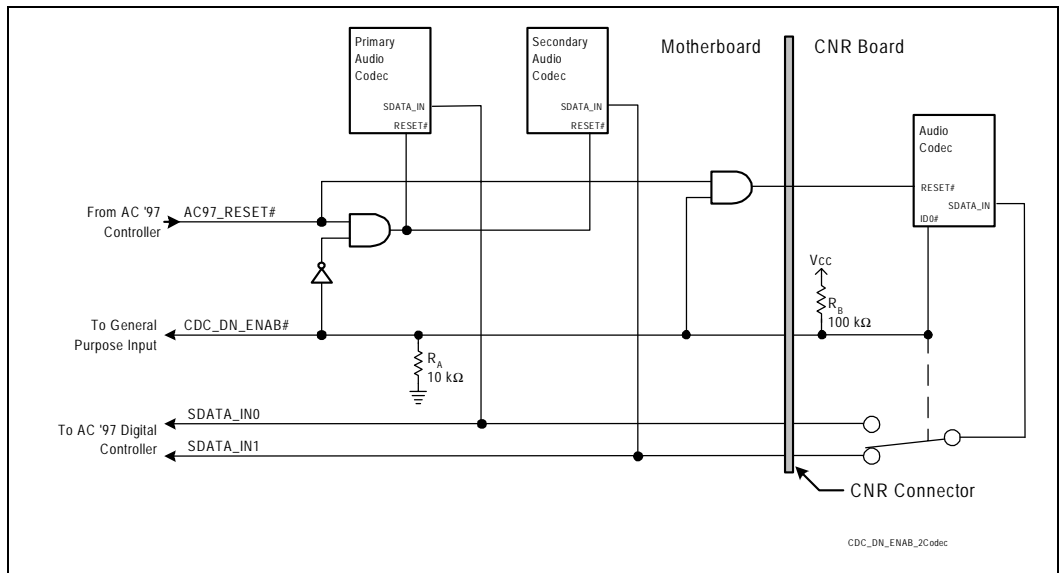 Primary
Audio
Codec
SDATA_IN
RESET#
Secondary
Audio
Codec
SDATA_IN
RESET#
Motherboard
CNR Board
Audio
Codec
RESET#
SDATA_IN
ID0#
From AC '97
Controller
AC97_RESET#
Vcc
RB
100 kΩ
To General
Purpose Input
CDC_DN_ENAB#
RA
10 kΩ
To AC '97 Digital
Controller
SDATA_IN0
SDATA_IN1
CNR Connector
CDC_DN_ENAB_2Codec